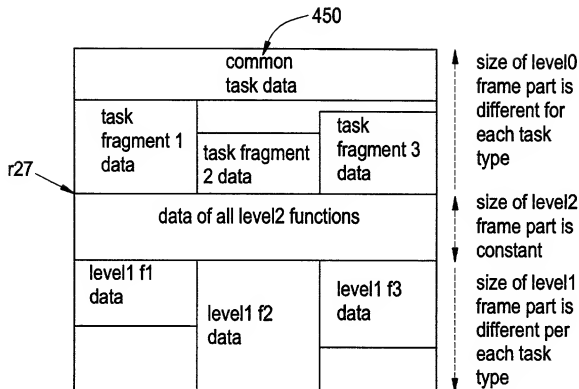 450
common
task data
task
fragment 1
data
task fragment
2 data
task
fragment 3
data
size of level0
frame part is
different for
each task
type
r27
data of all level2 functions
size of level2
frame part is
constant
level1 f1
data
level1 f2
data
level1 f3
data
size of level1
frame part is
different per
each task
type